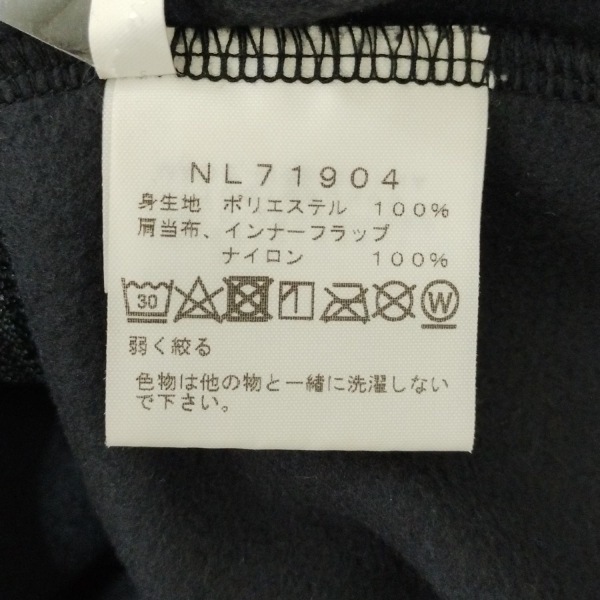 NL71904
身生地 ポリエステル 100%
肩当布、インナーフラップ
ナイロン 100%
30 W
弱く絞る
色物は他の物と一緒に洗濯しない
で下さい。